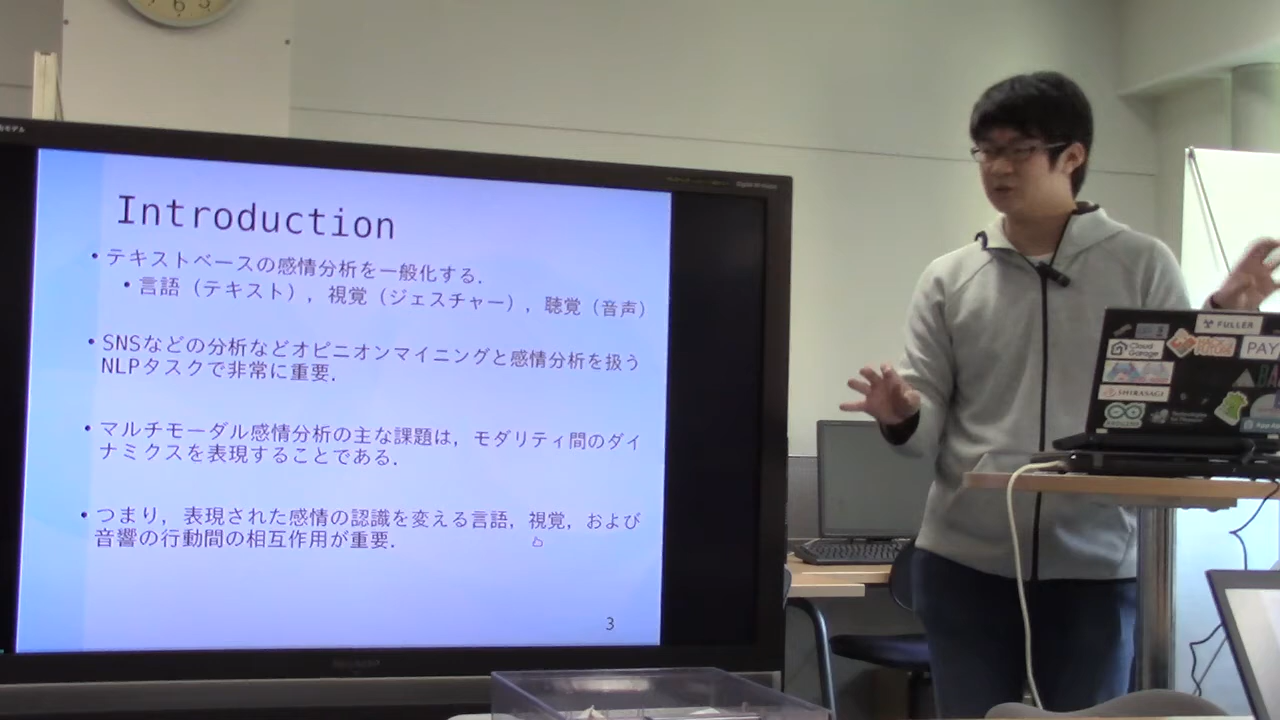 Introduction
• テキストベースの感情分析を一般化する.
• 言語（テキスト）, 視覚（ジェスチャー）, 聴覚（音声）
• SNSなどの分析などオピニオンマイニングと感情分析を扱う
NLPタスクで非常に重要.
• マルチモーダル感情分析の主な課題は, モダリティ間のダイ
ナミクスを表現することである.
• つまり, 表現された感情の認識を変える言語, 視覚, および
音響の行動間の相互作用が重要.
3
FULLER
Cloud
Garage
PAY
SHIRASAGI
ARDUINO
6
5